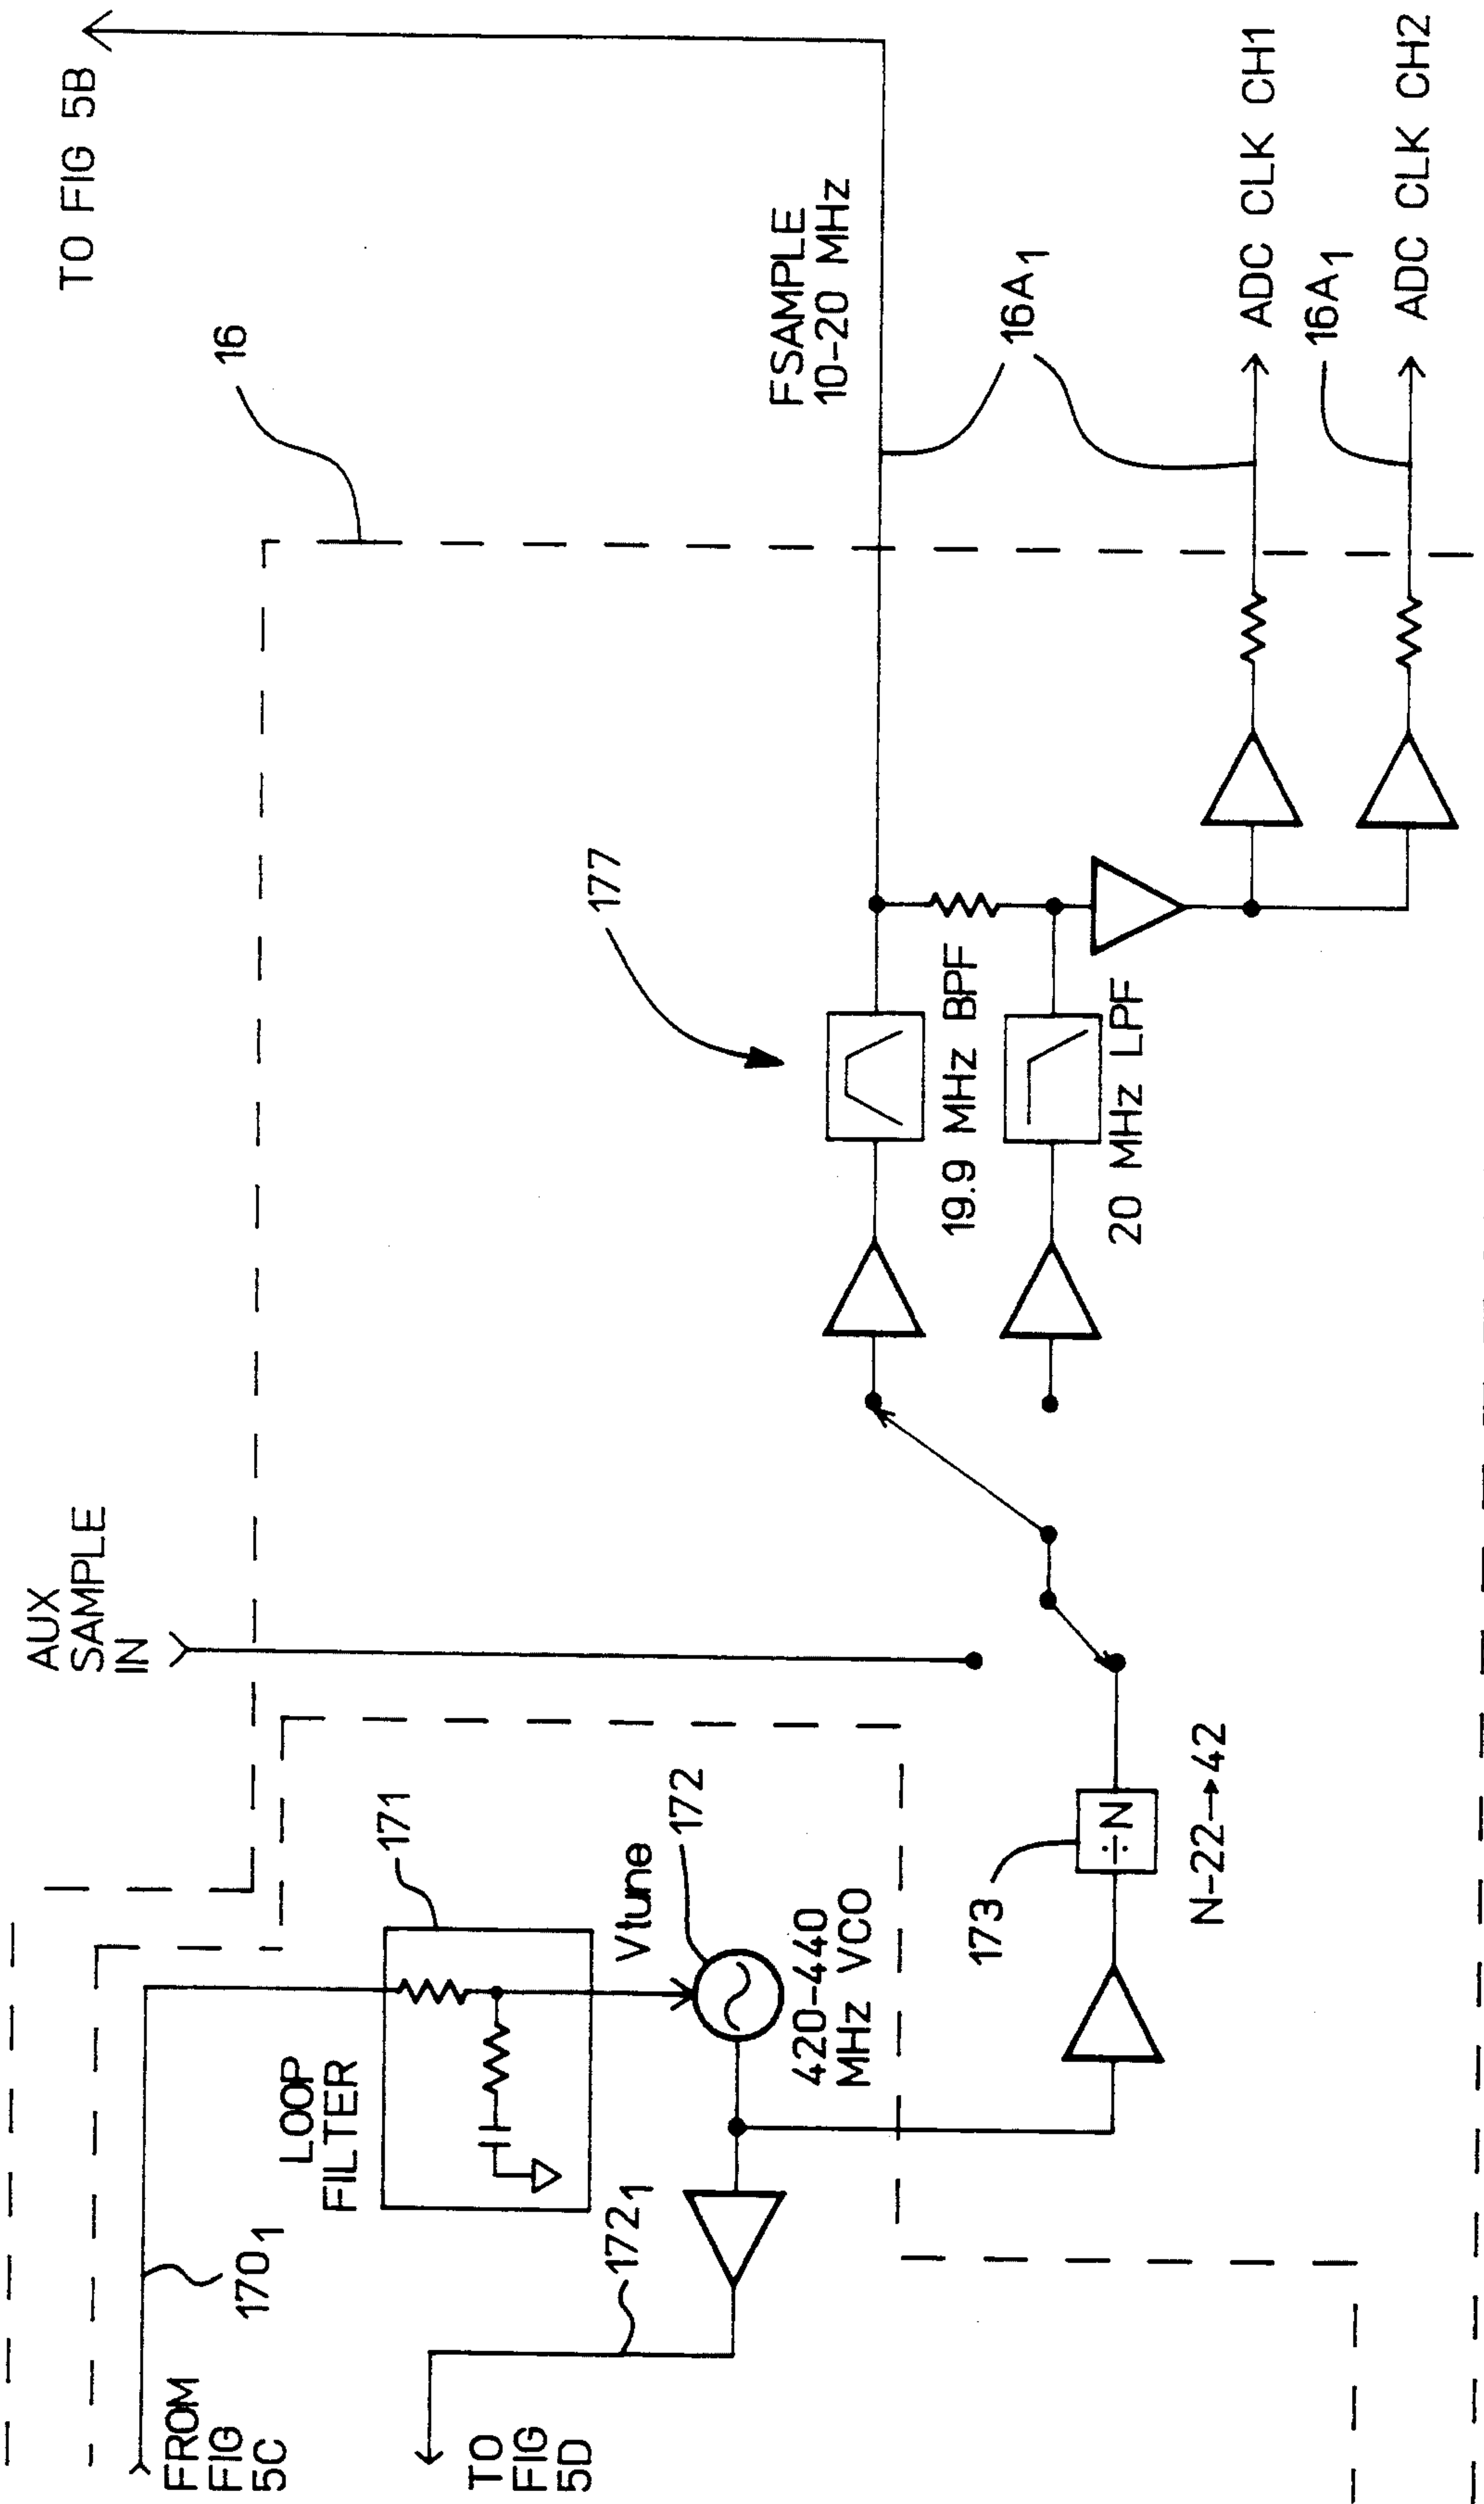 FROM
FIG
5C
170₁
TO
FIG
5D
172₁
LOOP
FILTER
171
Vtune
172
420-440
MHz VCO
173
÷N
N-22→42
AUX
SAMPLE
IN
16
177
19.9 MHz BPF
20 MHz LPF
FSAMPLE
10-20 MHz
TO FIG 5B
16A₁
ADC CLK CH1
16A₁
ADC CLK CH2